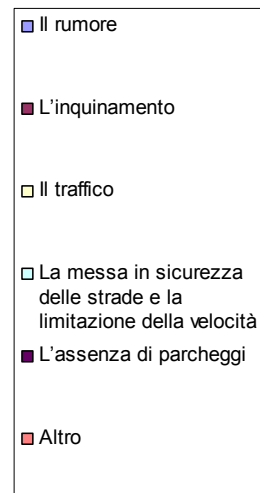 Il rumore
L'inquinamento
Il traffico
La messa in sicurezza
delle strade e la
limitazione della velocità
L'assenza di parcheggi
Altro